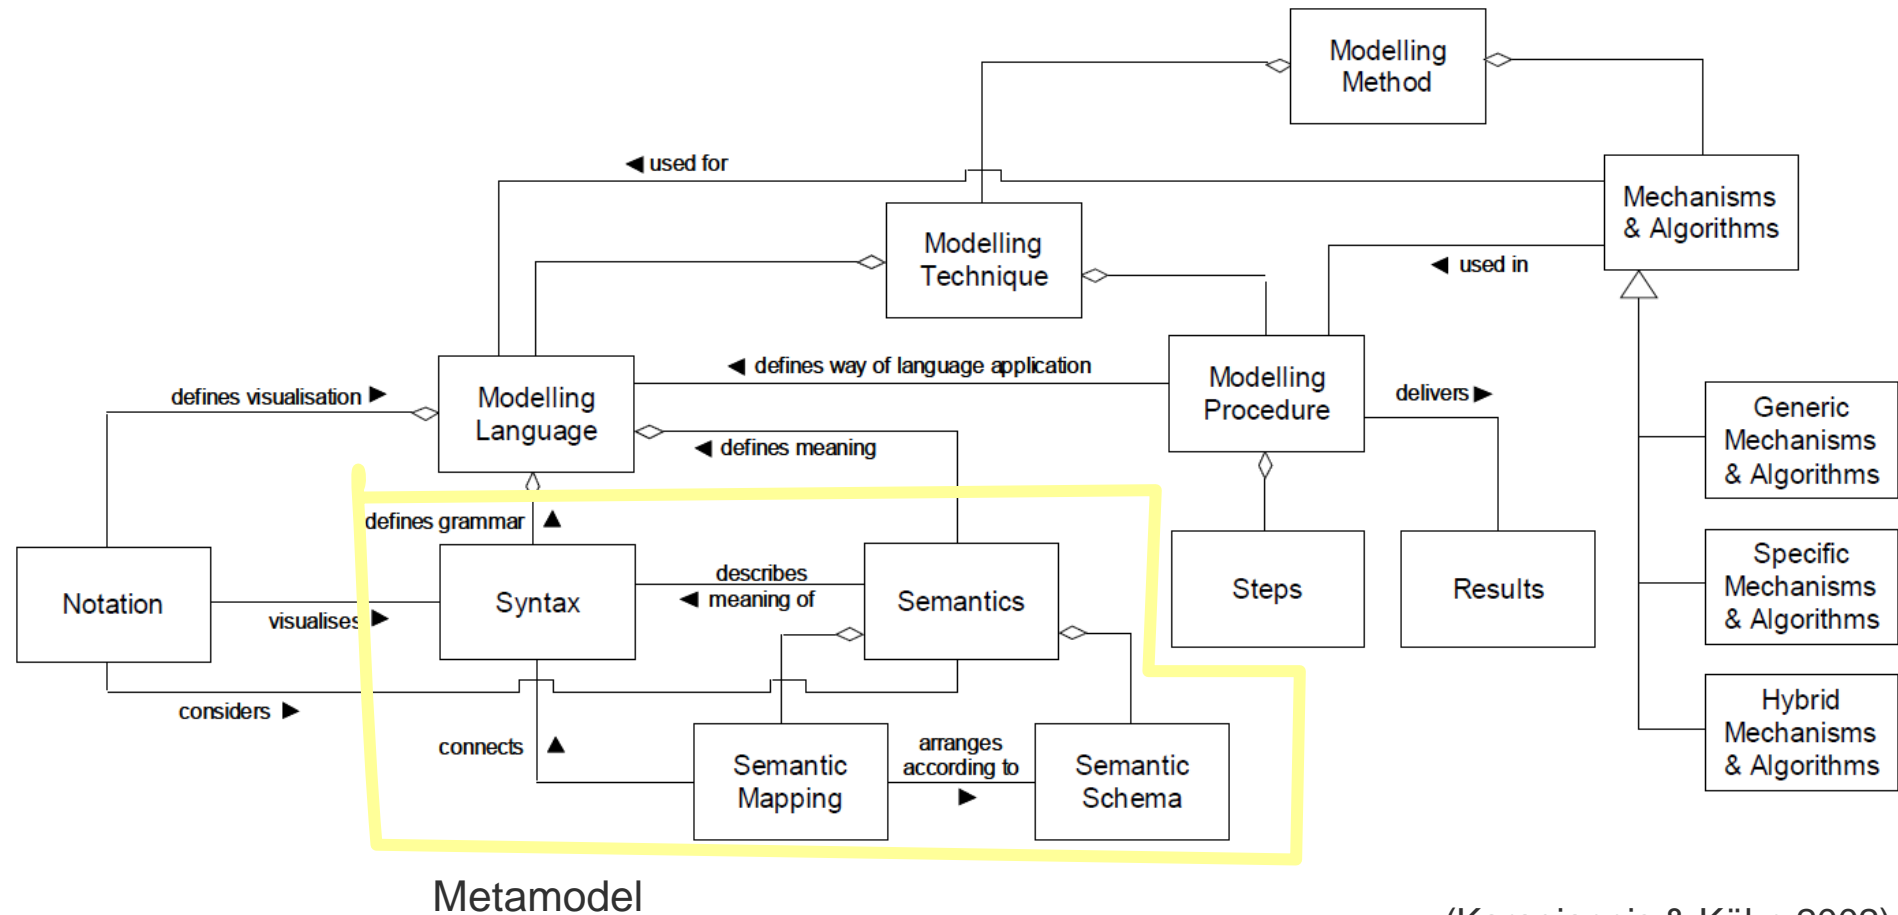 Modelling
Method
◄ used for
Mechanisms
& Algorithms
Modelling
Technique
◄ used in
defines visualisation ►
Modelling
Language
◄ defines way of language application
Modelling
Procedure
delivers ►
◄ defines meaning
Generic
Mechanisms
& Algorithms
defines grammar ▲
Notation
visualises ►
Syntax
describes
◄ meaning of
Semantics
Steps
Results
Specific
Mechanisms
& Algorithms
considers ►
connects ▲
Semantic
Mapping
arranges
according to
►
Semantic
Schema
Hybrid
Mechanisms
& Algorithms
Metamodel
& Kühn 2002)